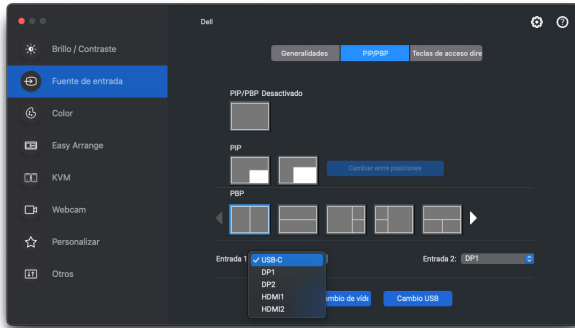 Dell
Brillo / Contraste
Fuente de entrada
Color
Easy Arrange
KVM
Webcam
Personalizar
Otros
Generalidades
PIP/PBP
Teclas de acceso dire
PIP/PBP Desactivado
PIP
Cambiar entre posiciones
PBP
Entrada 1
✓ USB-C
DP1
DP2
HDMI1
HDMI2
Entrada 2: DP1
mbio de víde
Cambio USB